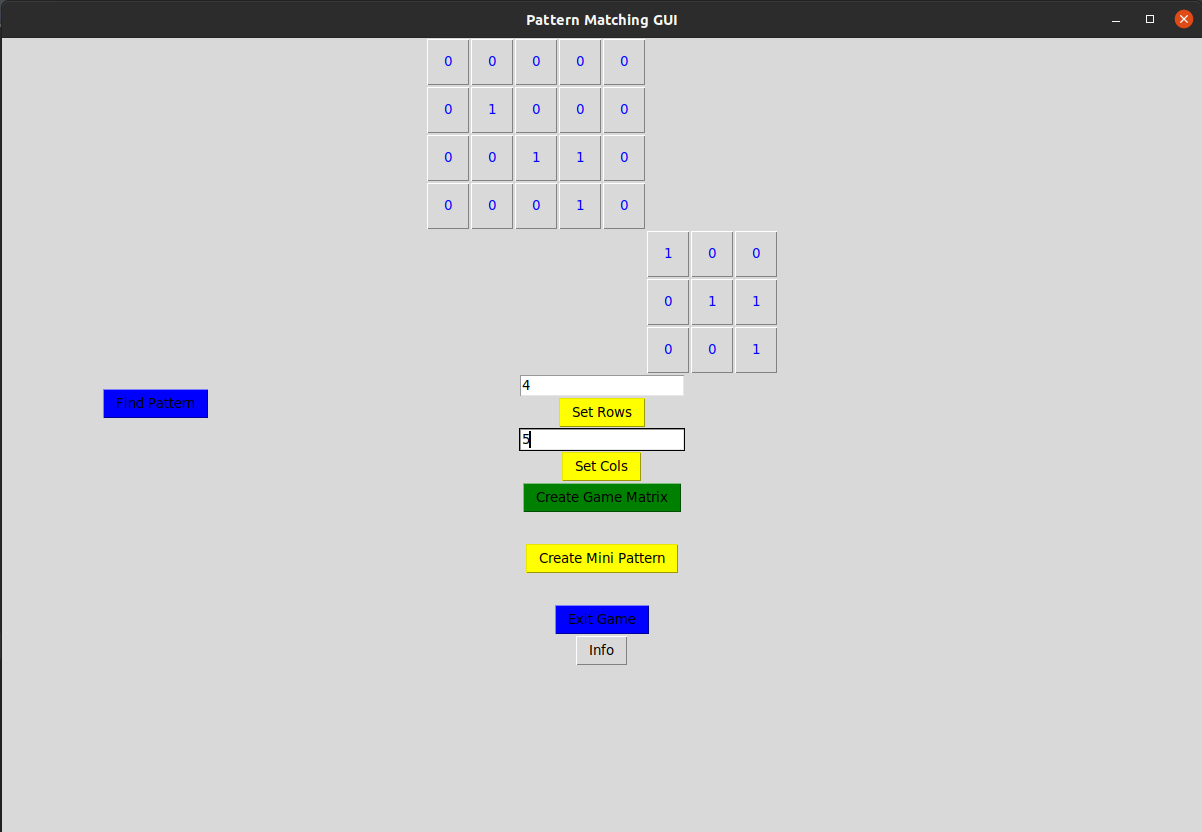 Pattern Matching GUI
0 0 0 0 0
0 1 0 0 0
0 0 1 1 0
0 0 0 1 0
1 0 0
0 1 1
0 0 1
4
Find Pattern
Set Rows
5
Set Cols
Create Game Matrix
Create Mini Pattern
Exit Game
Info